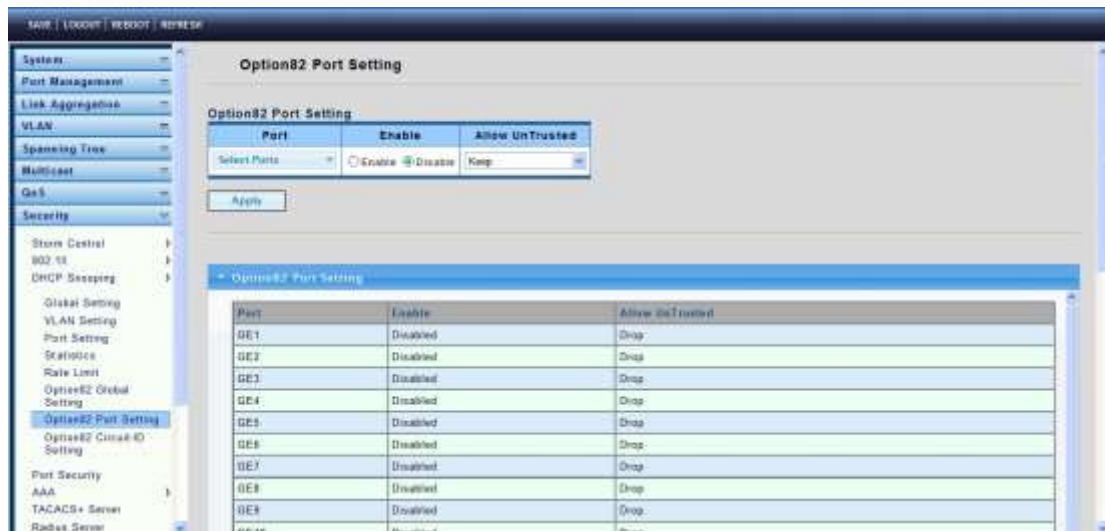 SAVE | LOGOUT | REBOOT | REFRESH
System
Port Management
Link Aggregation
VLAN
Spanning Tree
Multicast
QoS
Security
Storm Control
802.1X
DHCP Snooping
Global Setting
VLAN Setting
Port Setting
Statistics
Rate Limit
Option82 Global
Setting
Option82 Port Setting
Option82 Circuit-ID
Setting
Port Security
AAA
TACACS+ Server
Radius Server
Option82 Port Setting
Option82 Port Setting
Port Enable Allow UnTrusted
Select Ports Enable Disable Keep
Apply
Option82 Port Setting
Port Enable Allow UnTrusted
GE1 Disabled Drop
GE2 Disabled Drop
GE3 Disabled Drop
GE4 Disabled Drop
GE5 Disabled Drop
GE6 Disabled Drop
GE7 Disabled Drop
GE8 Disabled Drop
GE9 Disabled Drop